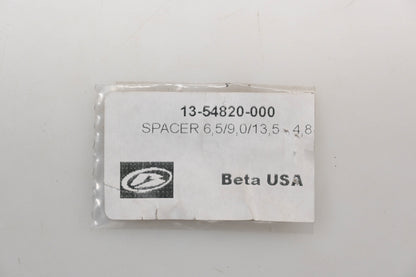 13-54820-000
SPACER 6,5/9,0/13,5 - 4,8
Beta USA